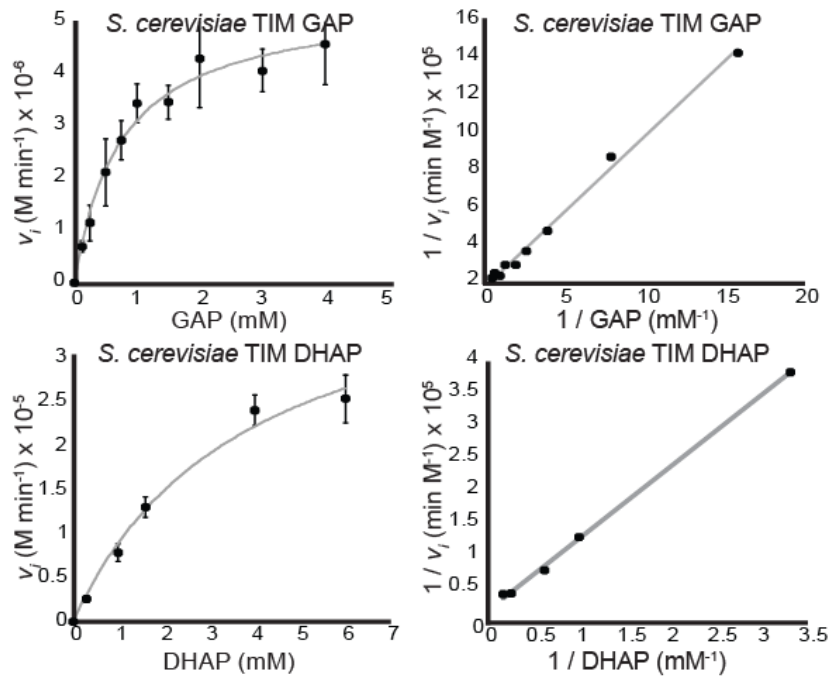 S. cerevisiae TIM GAP
5
4
3
2
1
0
v_i (M min⁻¹) x 10⁻⁶
0 1 2 3 4 5
GAP (mM)
S. cerevisiae TIM GAP
16
14
12
10
8
6
4
2
1 / v_i (min M⁻¹) x 10⁵
0 5 10 15 20
1 / GAP (mM⁻¹)
S. cerevisiae TIM DHAP
3
2.5
2
1.5
1
0.5
0
v_i (M min⁻¹) x 10⁻⁵
0 1 2 3 4 5 6 7
DHAP (mM)
S. cerevisiae TIM DHAP
4
3.5
3
2.5
2
1.5
1
0.5
0
1 / v_i (min M⁻¹) x 10⁵
0 0.5 1 1.5 2 2.5 3 3.5
1 / DHAP (mM⁻¹)